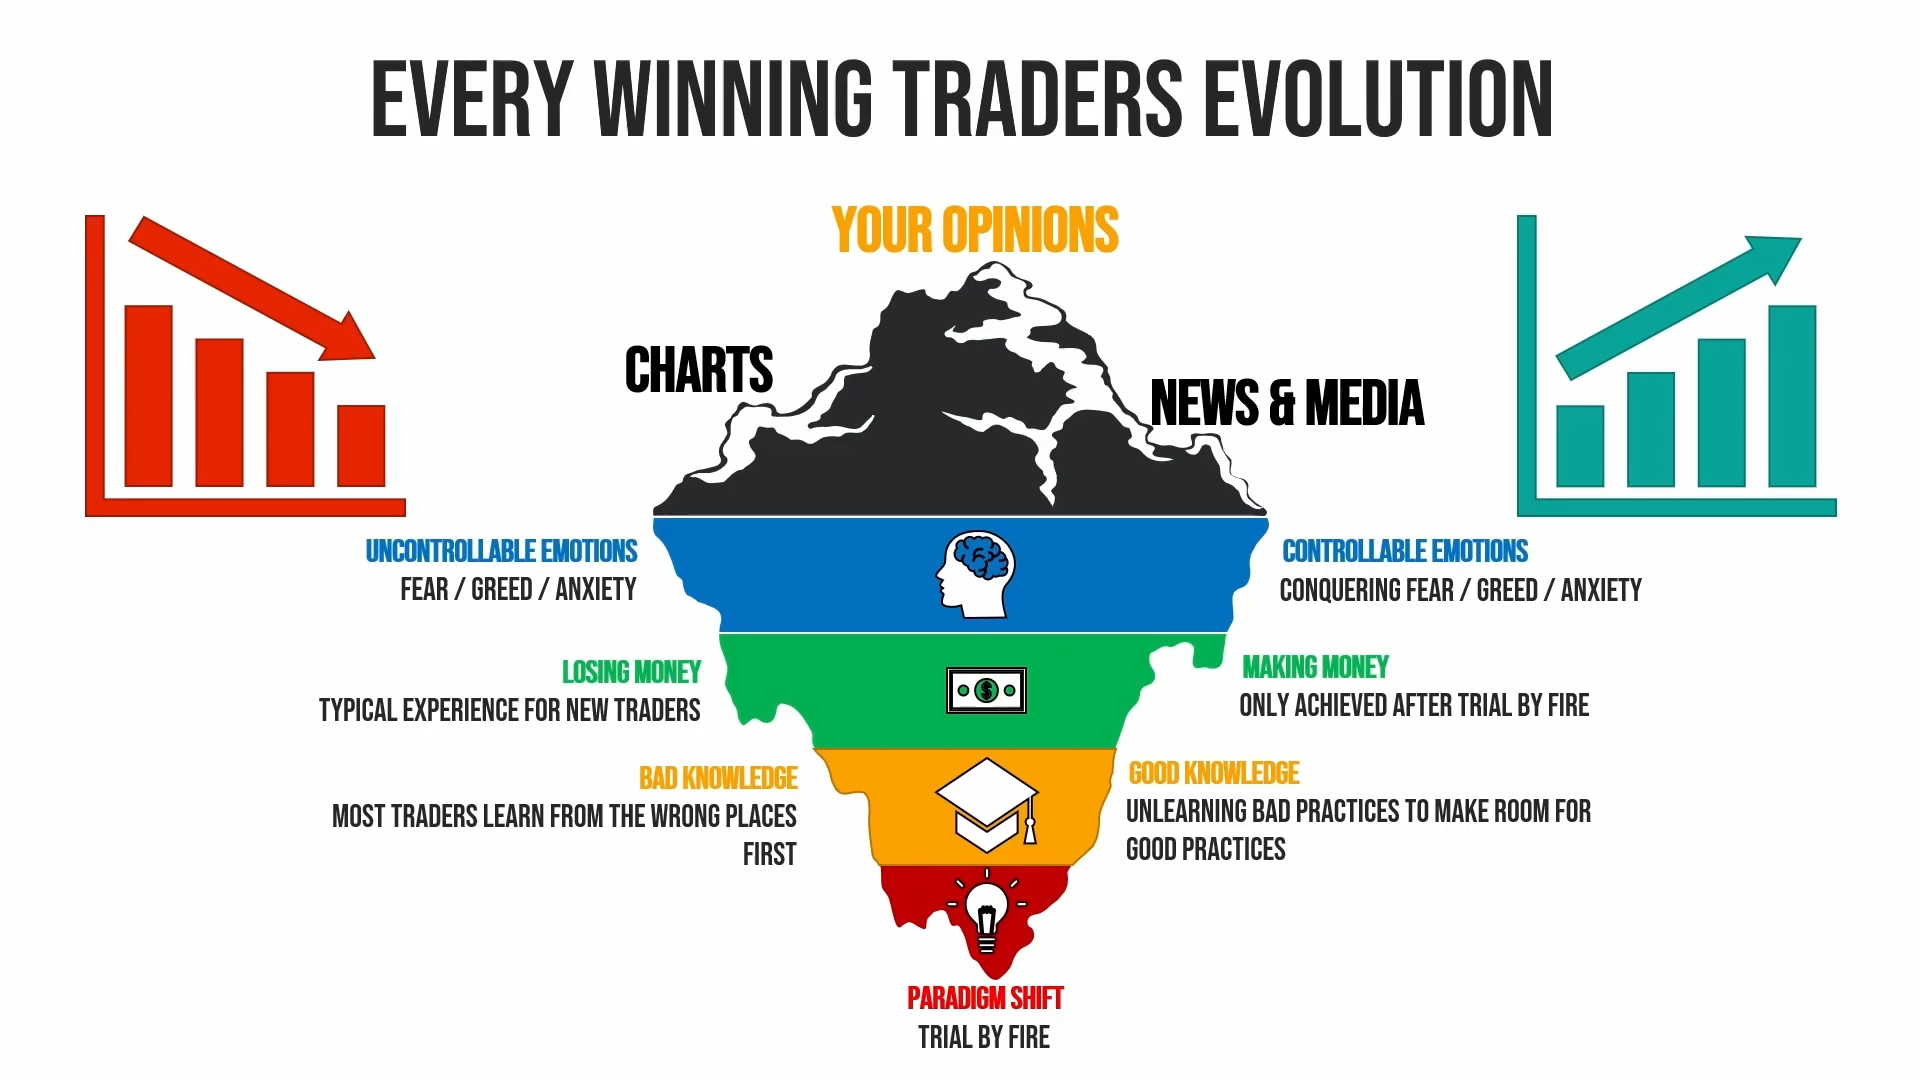 EVERY WINNING TRADERS EVOLUTION
YOUR OPINIONS
CHARTS
NEWS & MEDIA
UNCONTROLLABLE EMOTIONS
FEAR / GREED / ANXIETY
CONTROLLABLE EMOTIONS
CONQUERING FEAR / GREED / ANXIETY
LOSING MONEY
TYPICAL EXPERIENCE FOR NEW TRADERS
$
MAKING MONEY
ONLY ACHIEVED AFTER TRIAL BY FIRE
BAD KNOWLEDGE
MOST TRADERS LEARN FROM THE WRONG PLACES
FIRST
GOOD KNOWLEDGE
UNLEARNING BAD PRACTICES TO MAKE ROOM FOR
GOOD PRACTICES
PARADIGM SHIFT
TRIAL BY FIRE